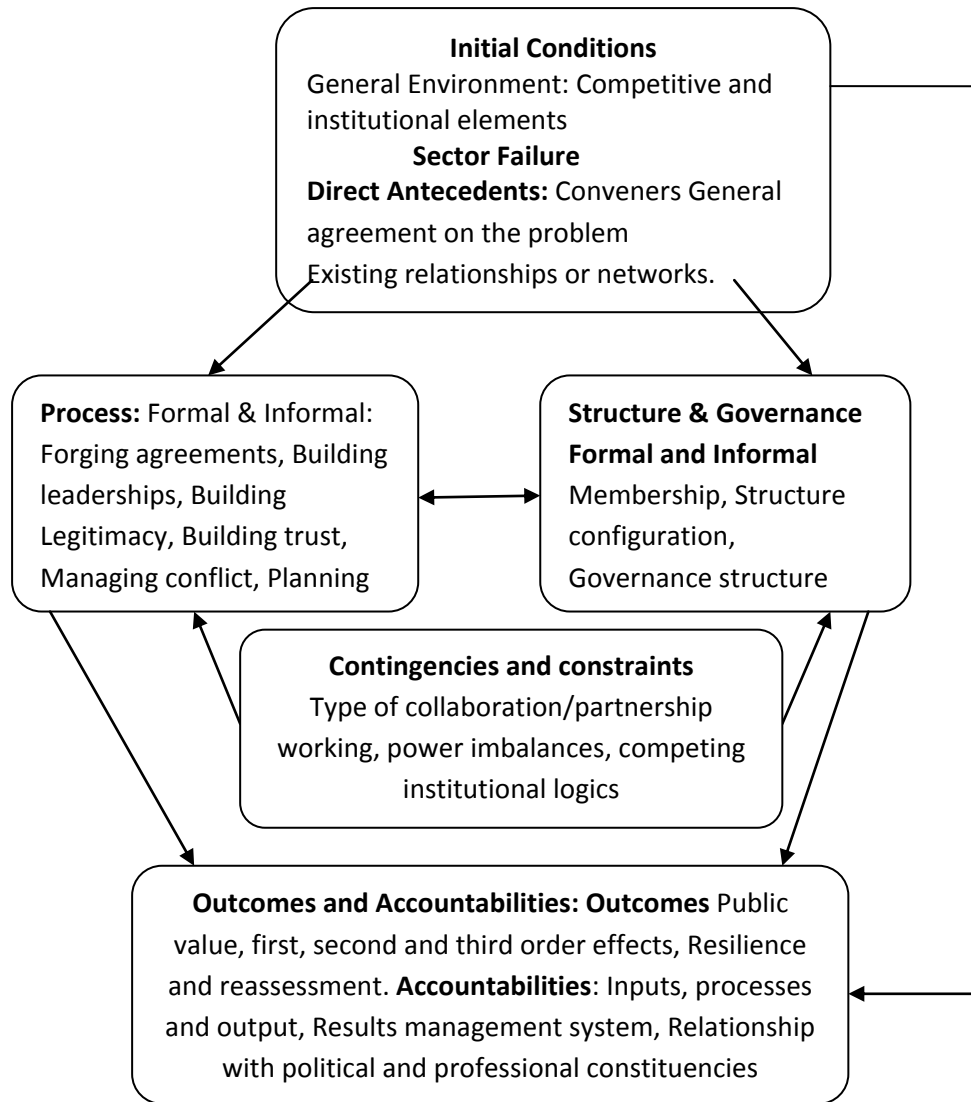 Initial Conditions
General Environment: Competitive and
institutional elements
Sector Failure
Direct Antecedents: Conveners General
agreement on the problem
Existing relationships or networks.
Process: Formal & Informal:
Forging agreements, Building
leaderships, Building
Legitimacy, Building trust,
Managing conflict, Planning
Structure & Governance
Formal and Informal
Membership, Structure
configuration,
Governance structure
Contingencies and constraints
Type of collaboration/partnership
working, power imbalances, competing
institutional logics
Outcomes and Accountabilities: Outcomes Public
value, first, second and third order effects, Resilience
and reassessment. Accountabilities: Inputs, processes
and output, Results management system, Relationship
with political and professional constituencies